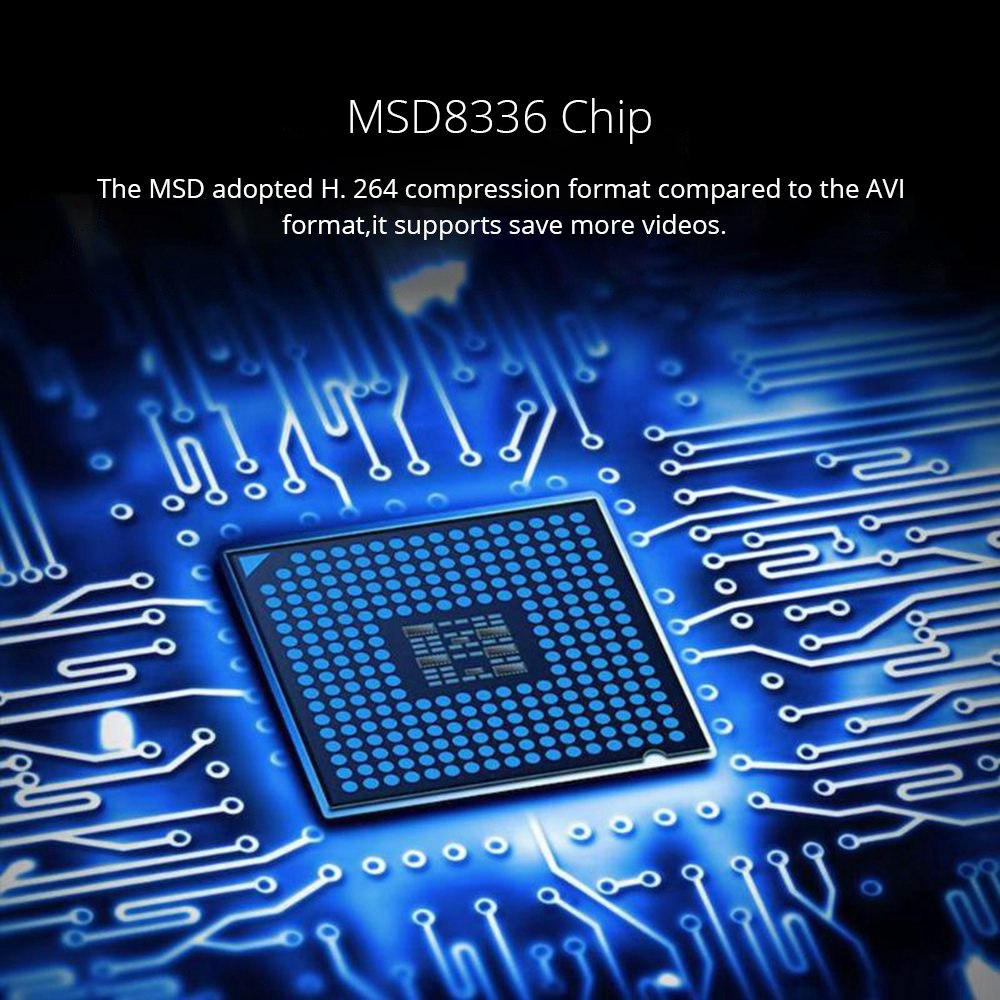 MSD8336 Chip
The MSD adopted H. 264 compression format compared to the AVI
format,it supports save more videos.